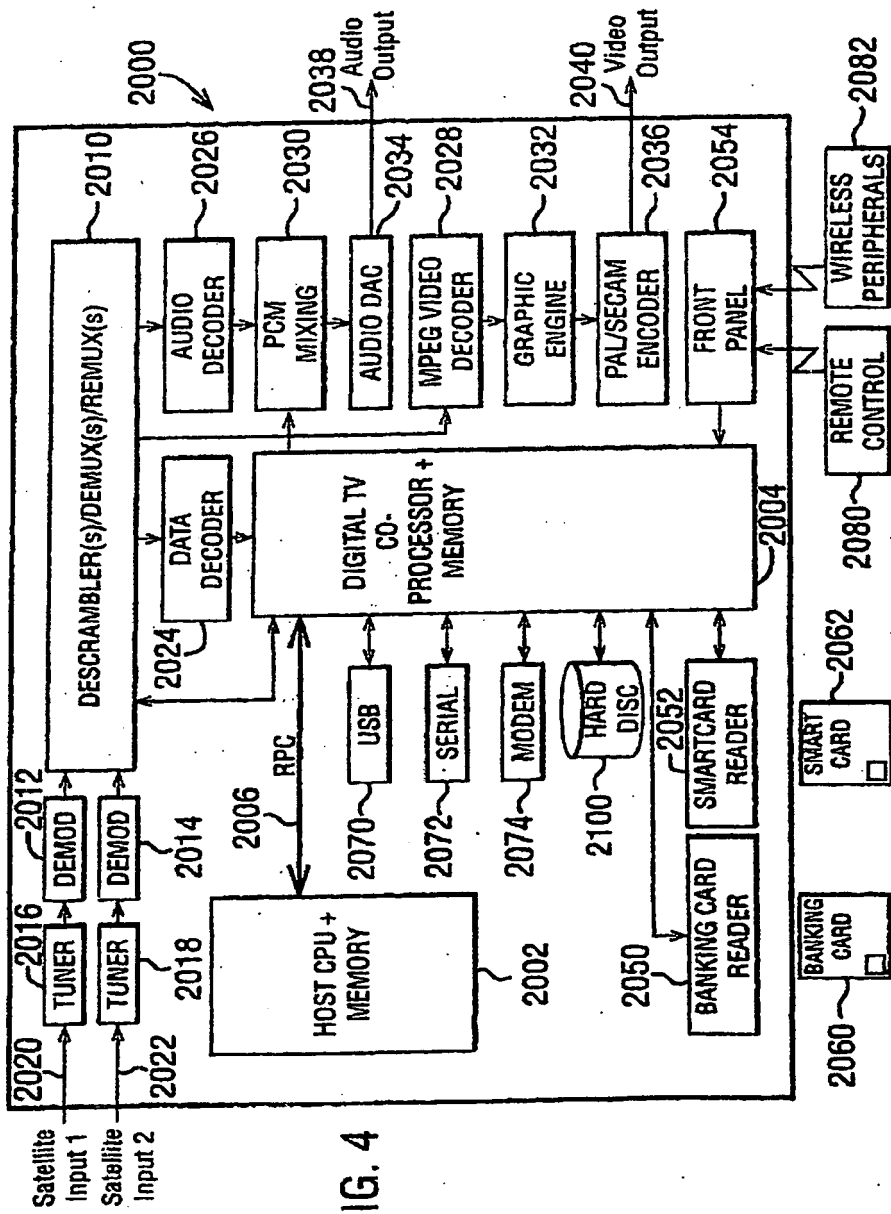 2000
Satellite
Input 1
2020
2016
TUNER
2012
DEMOD
Satellite
Input 2
2022
TUNER
2018
DEMOD
2014
DESCRAMBLER(s)/DEMUX(s)/REMUX(s)
2010
DATA
DECODER
2024
AUDIO
DECODER
2026
PCM
MIXING
2030
AUDIO DAC
2034
2038
Audio
Output
MPEG VIDEO
DECODER
2028
GRAPHIC
ENGINE
2032
PAL/SECAM
ENCODER
2036
2040
Video
Output
FRONT
PANEL
2054
HOST CPU +
MEMORY
2002
2006
RPC
DIGITAL TV
CO-
PROCESSOR +
MEMORY
2004
USB
2070
SERIAL
2072
MODEM
2074
HARD
DISC
2100
2052
SMARTCARD
READER
2050
BANKING CARD
READER
BANKING
CARD
2060
SMART
CARD
2062
REMOTE
CONTROL
2080
WIRELESS
PERIPHERALS
2082
IG. 4